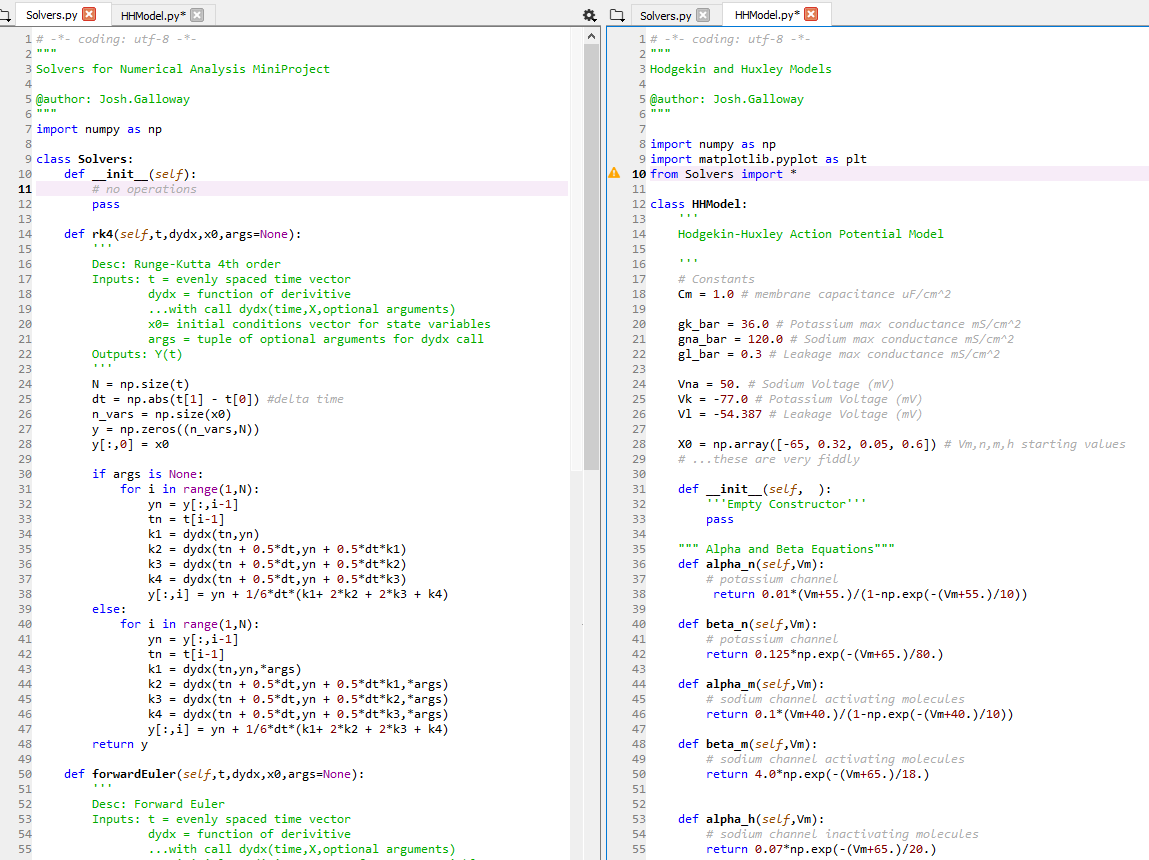 Solvers.py
HHModel.py*
1 # -*- coding: utf-8 -*-
2 """
3 Solvers for Numerical Analysis MiniProject
4
5 @author: Josh.Galloway
6 """
7 import numpy as np
8
9 class Solvers:
10     def __init__(self):
11         # no operations
12         pass
13
14     def rk4(self,t,dydx,x0,args=None):
15         '''
16         Desc: Runge-Kutta 4th order
17         Inputs: t = evenly spaced time vector
18                 dydx = function of derivitive
19                 ...with call dydx(time,X,optional arguments)
20                 x0= initial conditions vector for state variables
21                 args = tuple of optional arguments for dydx call
22         Outputs: Y(t)
23         '''
24         N = np.size(t)
25         dt = np.abs(t[1] - t[0]) #delta time
26         n_vars = np.size(x0)
27         y = np.zeros((n_vars,N))
28         y[:,0] = x0
29
30         if args is None:
31             for i in range(1,N):
32                 yn = y[:,i-1]
33                 tn = t[i-1]
34                 k1 = dydx(tn,yn)
35                 k2 = dydx(tn + 0.5*dt,yn + 0.5*dt*k1)
36                 k3 = dydx(tn + 0.5*dt,yn + 0.5*dt*k2)
37                 k4 = dydx(tn + 0.5*dt,yn + 0.5*dt*k3)
38                 y[:,i] = yn + 1/6*dt*(k1+ 2*k2 + 2*k3 + k4)
39         else:
40             for i in range(1,N):
41                 yn = y[:,i-1]
42                 tn = t[i-1]
43                 k1 = dydx(tn,yn,*args)
44                 k2 = dydx(tn + 0.5*dt,yn + 0.5*dt*k1,*args)
45                 k3 = dydx(tn + 0.5*dt,yn + 0.5*dt*k2,*args)
46                 k4 = dydx(tn + 0.5*dt,yn + 0.5*dt*k3,*args)
47                 y[:,i] = yn + 1/6*dt*(k1+ 2*k2 + 2*k3 + k4)
48         return y
49
50     def forwardEuler(self,t,dydx,x0,args=None):
51         '''
52         Desc: Forward Euler
53         Inputs: t = evenly spaced time vector
54                 dydx = function of derivitive
55                 ...with call dydx(time,X,optional arguments)
Solvers.py
HHModel.py*
1 # -*- coding: utf-8 -*-
2 """
3 Hodgekin and Huxley Models
4
5 @author: Josh.Galloway
6 """
7
8 import numpy as np
9 import matplotlib.pyplot as plt
10 from Solvers import *
11
12 class HHModel:
13     '''
14     Hodgekin-Huxley Action Potential Model
15
16     '''
17     # Constants
18     Cm = 1.0 # membrane capacitance uF/cm^2
19
20     gk_bar = 36.0 # Potassium max conductance mS/cm^2
21     gna_bar = 120.0 # Sodium max conductance mS/cm^2
22     gl_bar = 0.3 # Leakage max conductance mS/cm^2
23
24     Vna = 50. # Sodium Voltage (mV)
25     Vk = -77.0 # Potassium Voltage (mV)
26     Vl = -54.387 # Leakage Voltage (mV)
27
28     X0 = np.array([-65, 0.32, 0.05, 0.6]) # Vm,n,m,h starting values
29     # ...these are very fiddly
30
31     def __init__(self,  ):
32         '''Empty Constructor'''
33         pass
34
35     """ Alpha and Beta Equations"""
36     def alpha_n(self,Vm):
37         # potassium channel
38          return 0.01*(Vm+55.)/(1-np.exp(-(Vm+55.)/10))
39
40     def beta_n(self,Vm):
41         # potassium channel
42         return 0.125*np.exp(-(Vm+65.)/80.)
43
44     def alpha_m(self,Vm):
45         # sodium channel activating molecules
46         return 0.1*(Vm+40.)/(1-np.exp(-(Vm+40.)/10))
47
48     def beta_m(self,Vm):
49         # sodium channel activating molecules
50         return 4.0*np.exp(-(Vm+65.)/18.)
51
52
53     def alpha_h(self,Vm):
54         # sodium channel inactivating molecules
55         return 0.07*np.exp(-(Vm+65.)/20.)